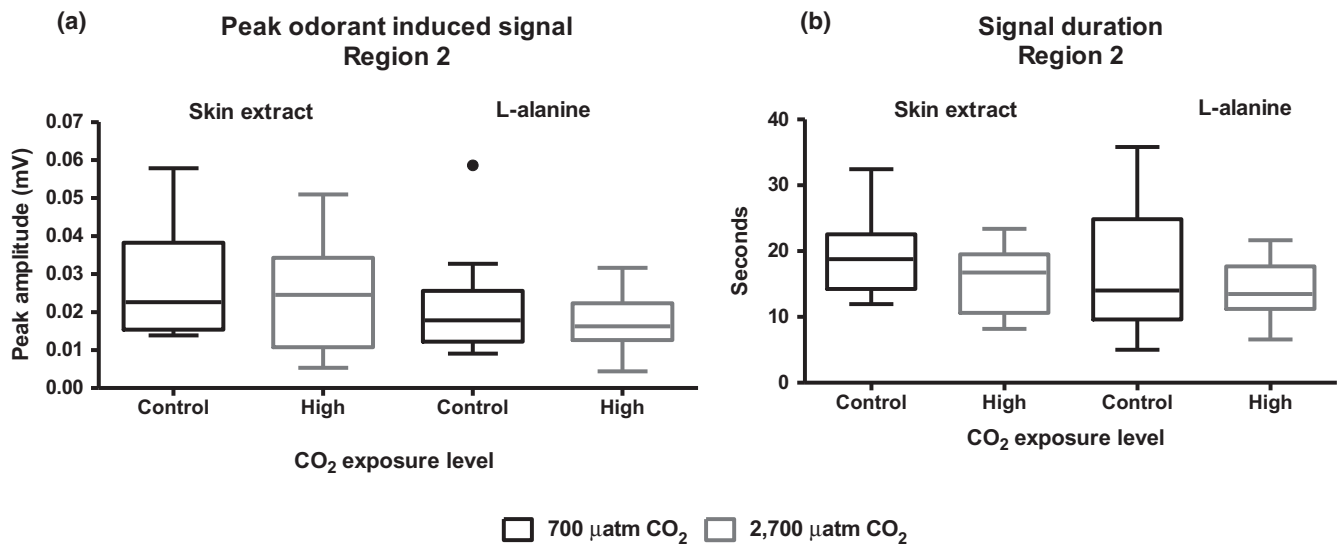 (a)
Peak odorant induced signal
Region 2
Skin extract
L-alanine
Peak amplitude (mV)
0.07
0.06
0.05
0.04
0.03
0.02
0.01
0.00
Control
High
Control
High
CO₂ exposure level
(b)
Signal duration
Region 2
Skin extract
L-alanine
Seconds
40
30
20
10
0
Control
High
Control
High
CO₂ exposure level
700 μatm CO₂
2,700 μatm CO₂